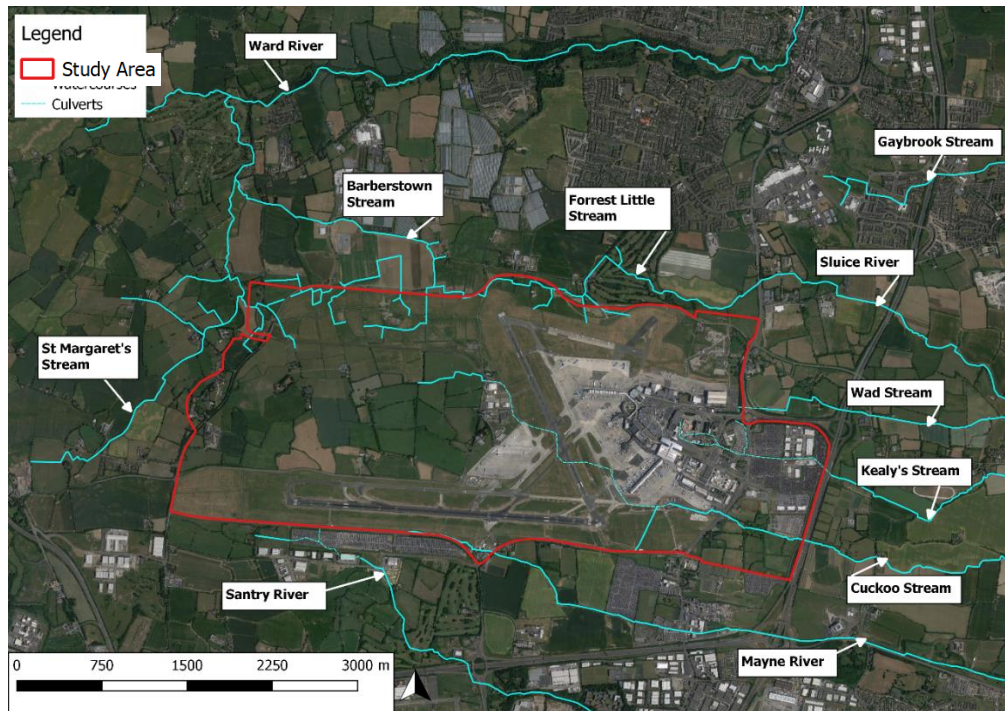 Legend
Study Area
Watercourses
Culverts
Ward River
Gaybrook Stream
Barberstown
Stream
Forrest Little
Stream
Sluice River
St Margaret's
Stream
Wad Stream
Kealy's Stream
Cuckoo Stream
Santry River
Mayne River
0 750 1500 2250 3000 m